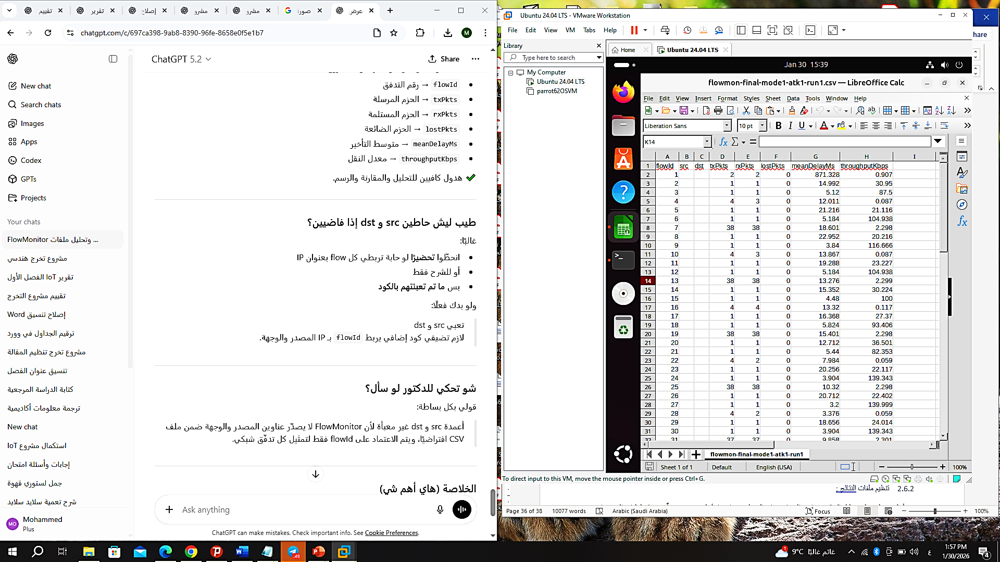 تقييم
تقرير
إصلاح
مشرو
مشرو
صورة
عرض
chatgpt.com/c/697ca398-9ab8-8390-96fe-8658e0f5e1b7
M
ChatGPT 5.2
Share
New chat
Search chats
Images
Apps
Codex
GPTs
Projects
Your chats
... وتحليل ملفات FlowMonitor
مشروع تخرج هندسي
تقرير IoT الفصل الأول
تقييم مشروع التخرج
إصلاح تنسيق Word
ترقيم الجداول في وورد
مشروع تخرج تنظيم المقالة
تنسيق عنوان الفصل
كتابة الدراسة المرجعية
ترجمة معلومات أكاديمية
New chat
استكمال مشروع IoT
إجابات وأسئلة امتحان
جمل لستوري قهوة
شرح تعمية سلايد سلايد
MO
Mohammed
Plus
flowId → رقم التدفق
txPkts → الحزم المرسلة
rxPkts → الحزم المستلمة
lostPkts → الحزم الضائعة
meanDelayMs → متوسط التأخير
throughputKbps → معدل النقل
✔ هدول كافيين للتحليل والمقارنة والرسم.
طيب ليش حاطين src و dst إذا فاضيين؟
غالبًا:
انحطّوا تحضيرًا لو حابة تربطي كل flow بعنوان IP
أو للشرح فقط
بس ما تم تعبئتهم بالكود
ولو بدك فعلًا:
تعبي src و dst
لازم تضيفي كود إضافي يربط flowId بـ IP المصدر والوجهة.
شو تحكي للدكتور لو سأل؟
قولي بكل بساطة:
أعمدة src و dst غير معبأة لأن FlowMonitor لا يصدّر عناوين المصدر والوجهة ضمن ملف
CSV افتراضيًا، ويتم الاعتماد على flowId فقط لتمثيل كل تدفّق شبكي.
الخلاصة (هاي أهم شي)
Ask anything
ChatGPT can make mistakes. Check important info. See Cookie Preferences.
Ubuntu 24.04 LTS - VMware Workstation
File Edit View VM Tabs Help
hare
Library
Type here to search
My Computer
Ubuntu 24.04 LTS
parrot62OSVM
Home
Ubuntu 24.04 LTS
Jan 30 15:39
flowmon-final-mode1-atk1-run1.csv — LibreOffice Calc
File Edit View Insert Format Styles Sheet Data Tools Window Help
Liberation Sans
10 pt
B I U A
K14
fx Σ =
A B C D E F G H I
1 flowId src dst txPkts rxPkts lostPkts meanDelayMs throughputKbps
2 1 2 2 0 871.328 0.907
3 2 1 1 0 14.992 30.95
4 3 1 1 0 5.12 87.5
5 4 4 3 0 12.011 0.087
6 5 1 1 0 21.216 21.116
7 6 1 1 0 5.184 104.938
8 7 38 38 0 18.601 2.298
9 8 1 1 0 22.952 20.216
10 9 1 1 0 3.84 116.666
11 10 4 3 0 13.867 0.087
12 11 1 1 0 19.288 23.227
13 12 1 1 0 5.184 104.938
14 13 38 38 0 13.276 2.299
15 14 1 1 0 15.352 30.224
16 15 1 1 0 4.48 100
17 16 4 4 0 13.32 0.117
18 17 1 1 0 16.368 27.37
19 18 1 1 0 5.824 93.406
20 19 38 38 0 15.401 2.298
21 20 1 1 0 12.712 36.501
22 21 1 1 0 5.44 82.353
23 22 4 2 0 7.984 0.059
24 23 1 1 0 20.256 22.117
25 24 1 1 0 3.904 139.343
26 25 38 38 0 10.32 2.298
27 26 1 1 0 20.712 22.402
28 27 1 1 0 3.2 139.999
29 28 4 2 0 3.376 0.059
30 29 1 1 0 18.656 24.014
31 30 1 1 0 3.904 139.343
32 31 37 37 0 9.858 2.301
flowmon-final-mode1-atk1-run1
Sheet 1 of 1 Default English (USA) 100%
To direct input to this VM, move the mouse pointer inside or press Ctrl+G.
2.6.2 تنظيم ملفات النتائج :
Page 36 of 38 10077 words Arabic (Saudi Arabia) Focus 100%
.49
9°C غائم غالبًا
ع
1:57 PM
1/30/2026
4